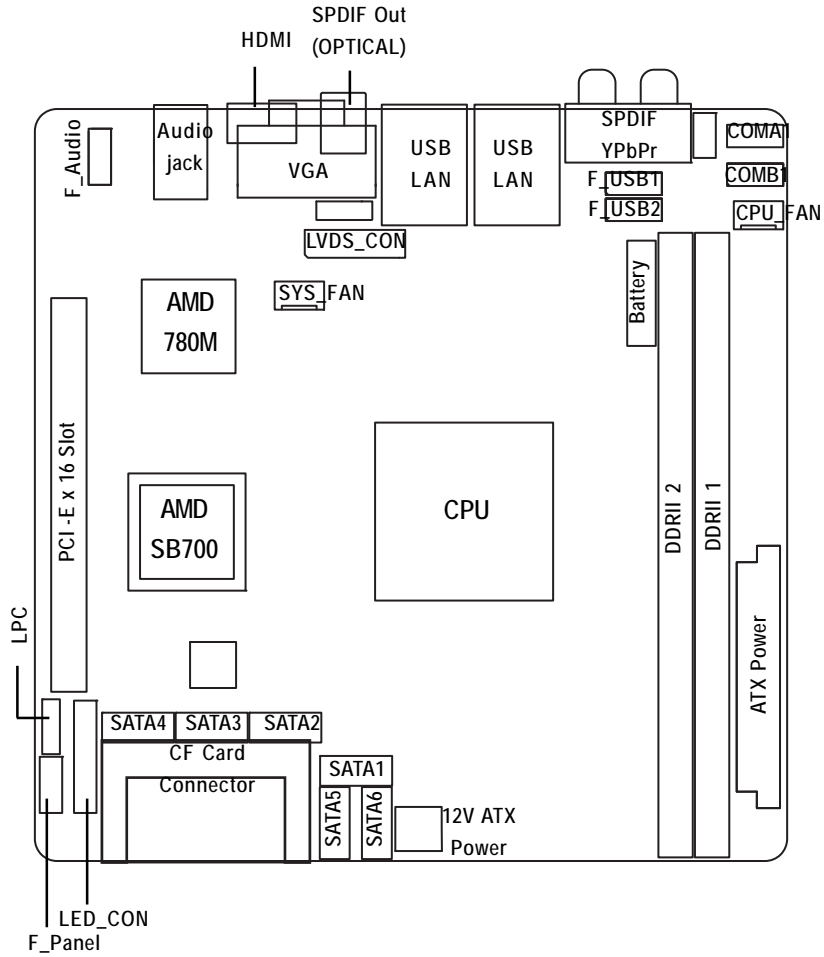 SPDIF Out
(OPTICAL)
HDMI
F_Audio
Audio
jack
VGA
USB
LAN
USB
LAN
SPDIF
YPbPr
COMA1
F_USB1
COMB1
F_USB2
CPU_FAN
LVDS_CON
SYS_FAN
Battery
AMD
780M
PCI-E x 16 Slot
AMD
SB700
CPU
DDRII 2
DDRII 1
LPC
ATX Power
SATA4
SATA3
SATA2
CF Card
Connector
SATA1
SATA5
SATA6
12V ATX
Power
LED_CON
F_Panel